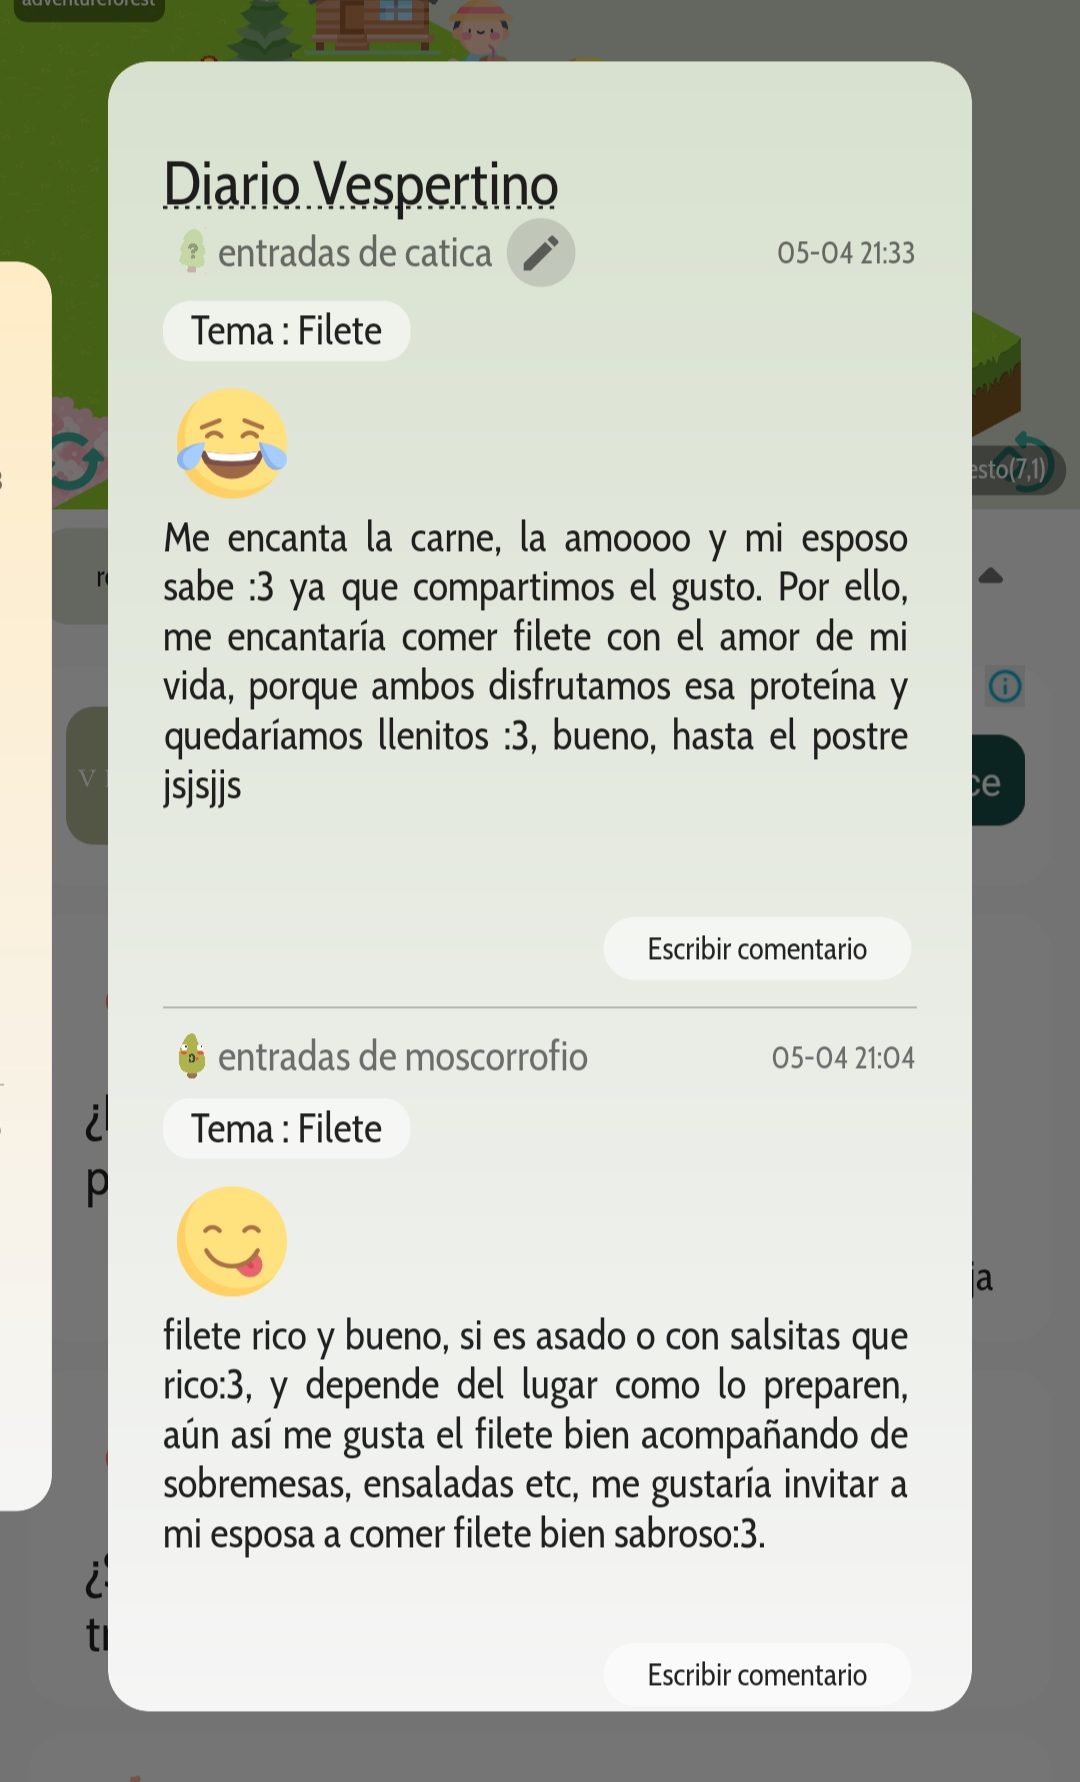 adventureforest
Diario Vespertino
entradas de catica
05-04 21:33
Tema : Filete
Me encanta la carne, la amoooo y mi esposo
sabe :3 ya que compartimos el gusto. Por ello,
me encantaría comer filete con el amor de mi
vida, porque ambos disfrutamos esa proteína y
quedaríamos llenitos :3, bueno, hasta el postre
jsjsjjs
Escribir comentario
entradas de moscorrofio
05-04 21:04
Tema : Filete
filete rico y bueno, si es asado o con salsitas que
rico:3, y depende del lugar como lo preparen,
aún así me gusta el filete bien acompañando de
sobremesas, ensaladas etc, me gustaría invitar a
mi esposa a comer filete bien sabroso:3.
Escribir comentario